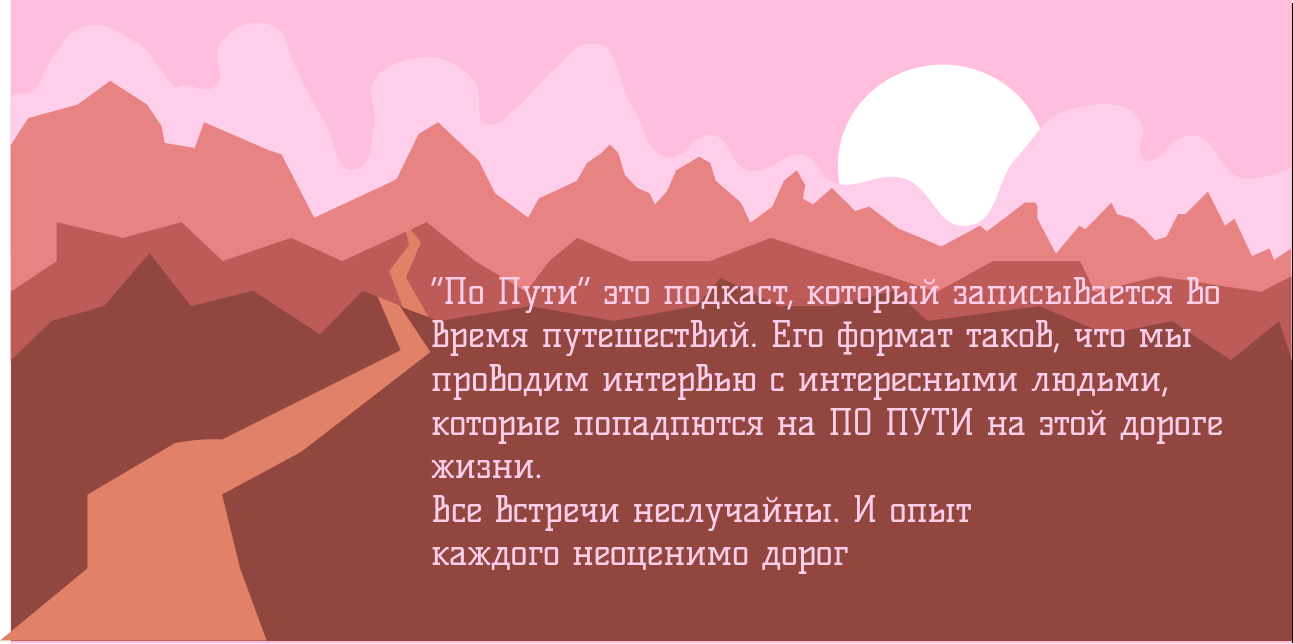 "По Пути" это подкаст, который записывается во
время путешествий. Его формат таков, что мы
проводим интервью с интересными людьми,
которые попадпются на ПО ПУТИ на этой дороге
жизни.
Все встречи неслучайны. И опыт
каждого неоценимо дорог